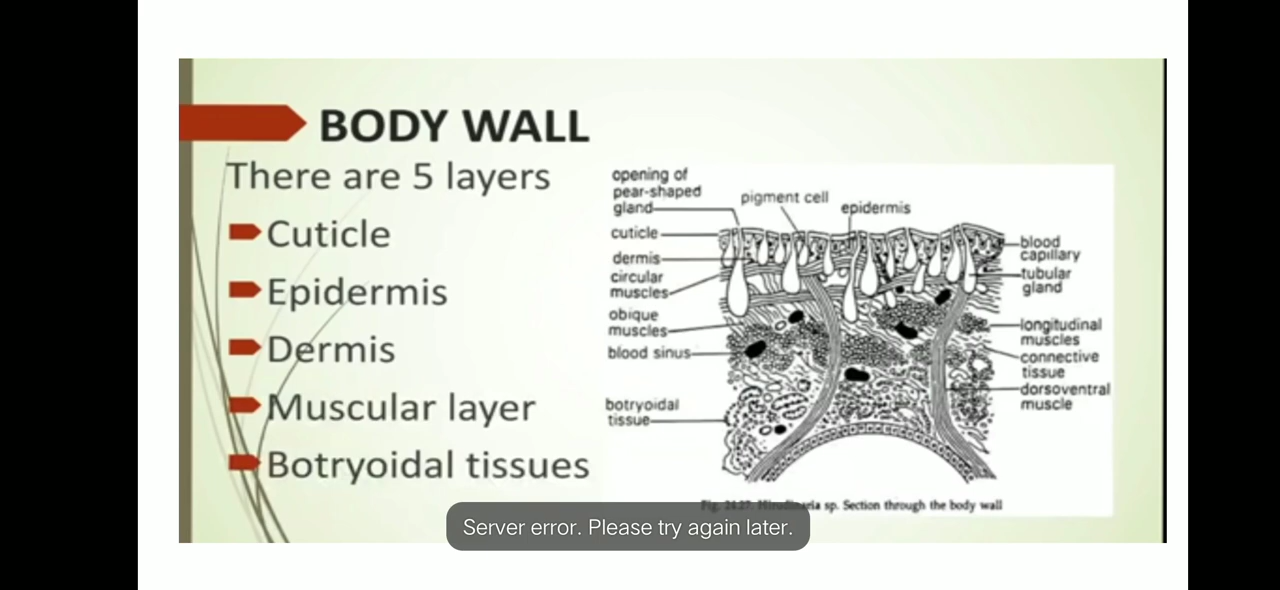 BODY WALL
There are 5 layers
Cuticle
Epidermis
Dermis
Muscular layer
Botryoidal tissues
opening of
pear-shaped
gland
pigment cell
epidermis
cuticle
dermis
circular
muscles
obique
muscles
blood sinus
botryoidal
tissue
blood
capillary
tubular
gland
longitudinal
muscles
connective
tissue
dorsoventral
muscle
sp. Section through the body wall
Server error. Please try again later.